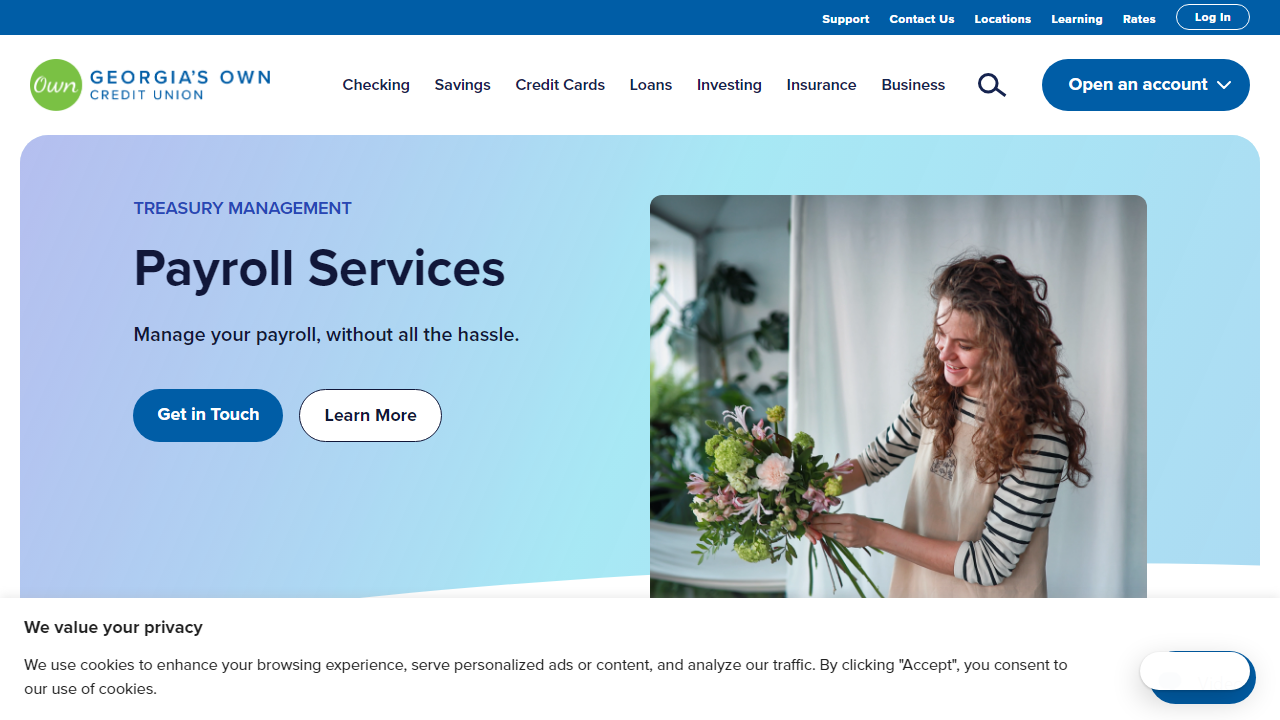 Support Contact Us Locations Learning Rates Log In
Own GEORGIA'S OWN
CREDIT UNION
Checking Savings Credit Cards Loans Investing Insurance Business Open an account
TREASURY MANAGEMENT
Payroll Services
Manage your payroll, without all the hassle.
Get in Touch Learn More
We value your privacy
We use cookies to enhance your browsing experience, serve personalized ads or content, and analyze our traffic. By clicking "Accept", you consent to
our use of cookies.